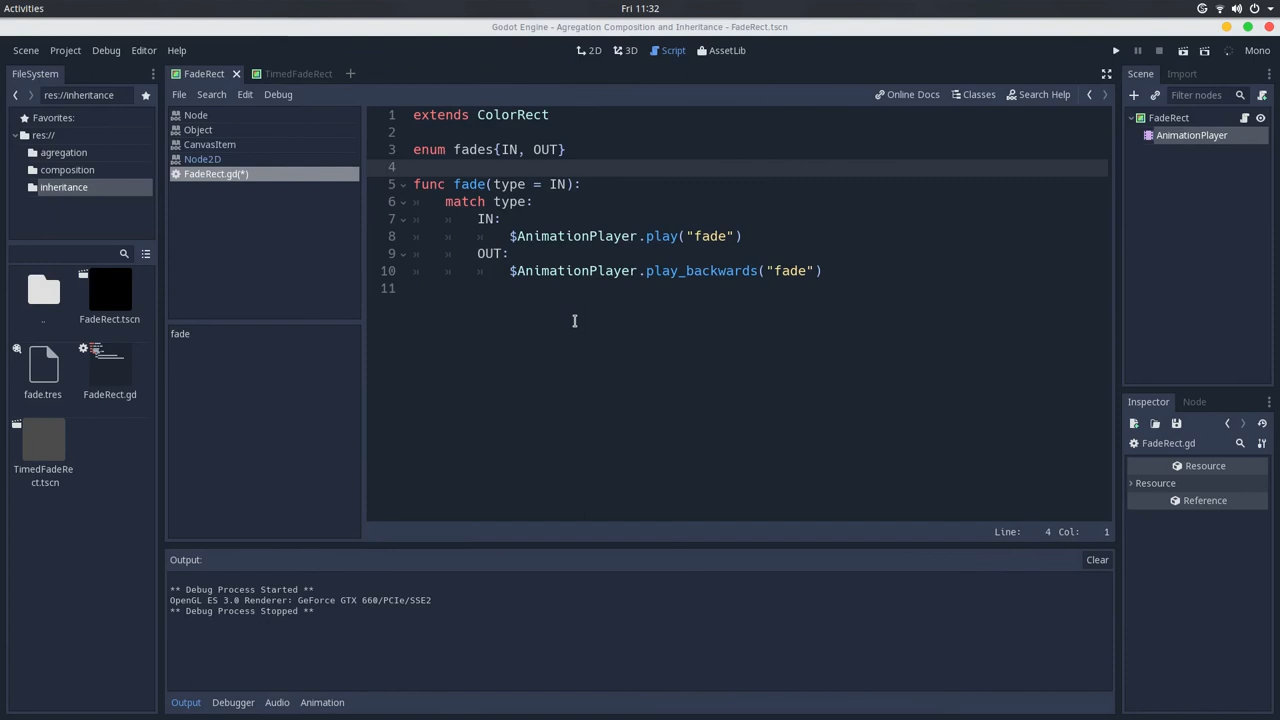 Activities
Fri 11:32
Godot Engine - Agregation Composition and Inheritance - FadeRect.tscn
Scene Project Debug Editor Help
2D 3D Script AssetLib
Mono
FileSystem
res://inheritance
Favorites:
res://
agregation
composition
inheritance
..
FadeRect.tscn
fade.tres
FadeRect.gd
TimedFadeRe
ct.tscn
FadeRect
TimedFadeRect
File Search Edit Debug
Online Docs Classes Search Help
Node
Object
CanvasItem
Node2D
FadeRect.gd(*)
fade
1 extends ColorRect
2
3 enum fades{IN, OUT}
4
5 func fade(type = IN):
6 match type:
7 IN:
8 $AnimationPlayer.play("fade")
9 OUT:
10 $AnimationPlayer.play_backwards("fade")
11
Line: 4 Col: 1
Output:
Clear
** Debug Process Started **
OpenGL ES 3.0 Renderer: GeForce GTX 660/PCIe/SSE2
** Debug Process Stopped **
Output Debugger Audio Animation
Scene Import
Filter nodes
FadeRect
AnimationPlayer
Inspector Node
FadeRect.gd
Resource
Resource
Reference